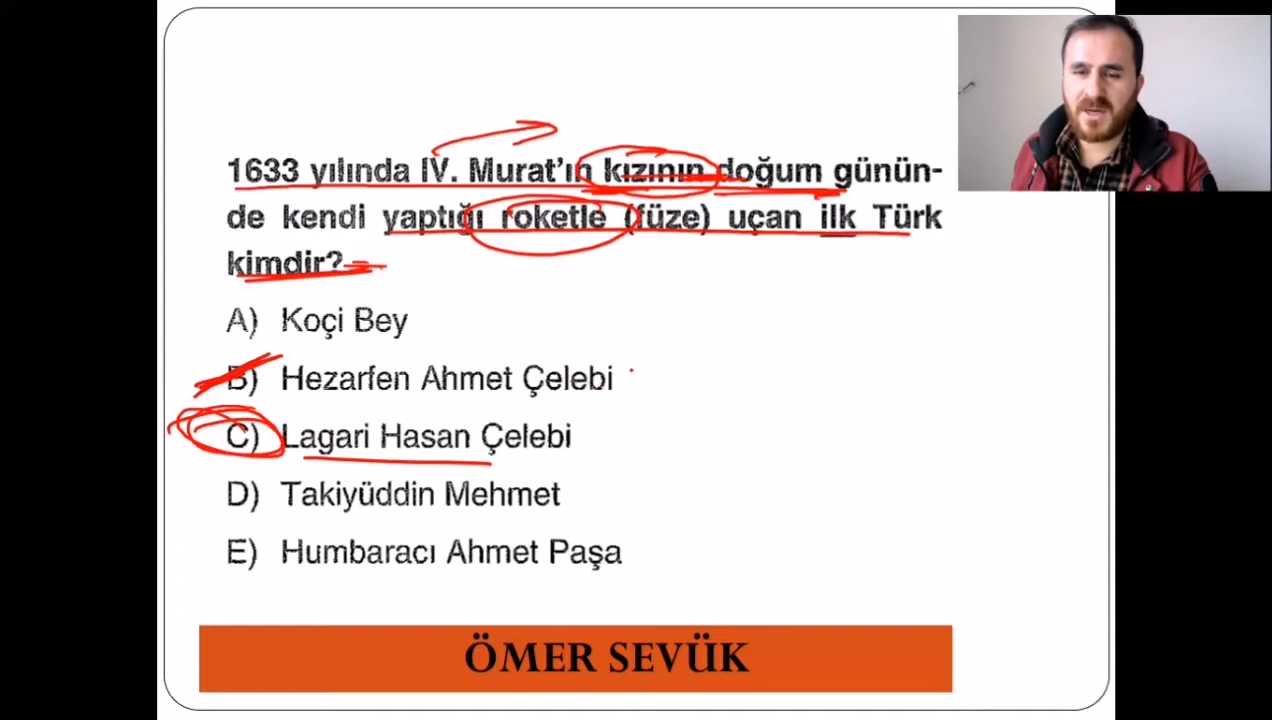 1633 yılında IV. Murat'ın kızının doğum günün-
de kendi yaptığı roketle (füze) uçan ilk Türk
kimdir?
A) Koçi Bey
B) Hezarfen Ahmet Çelebi
C) Lagari Hasan Çelebi
D) Takiyüddin Mehmet
E) Humbaracı Ahmet Paşa
ÖMER SEVÜK